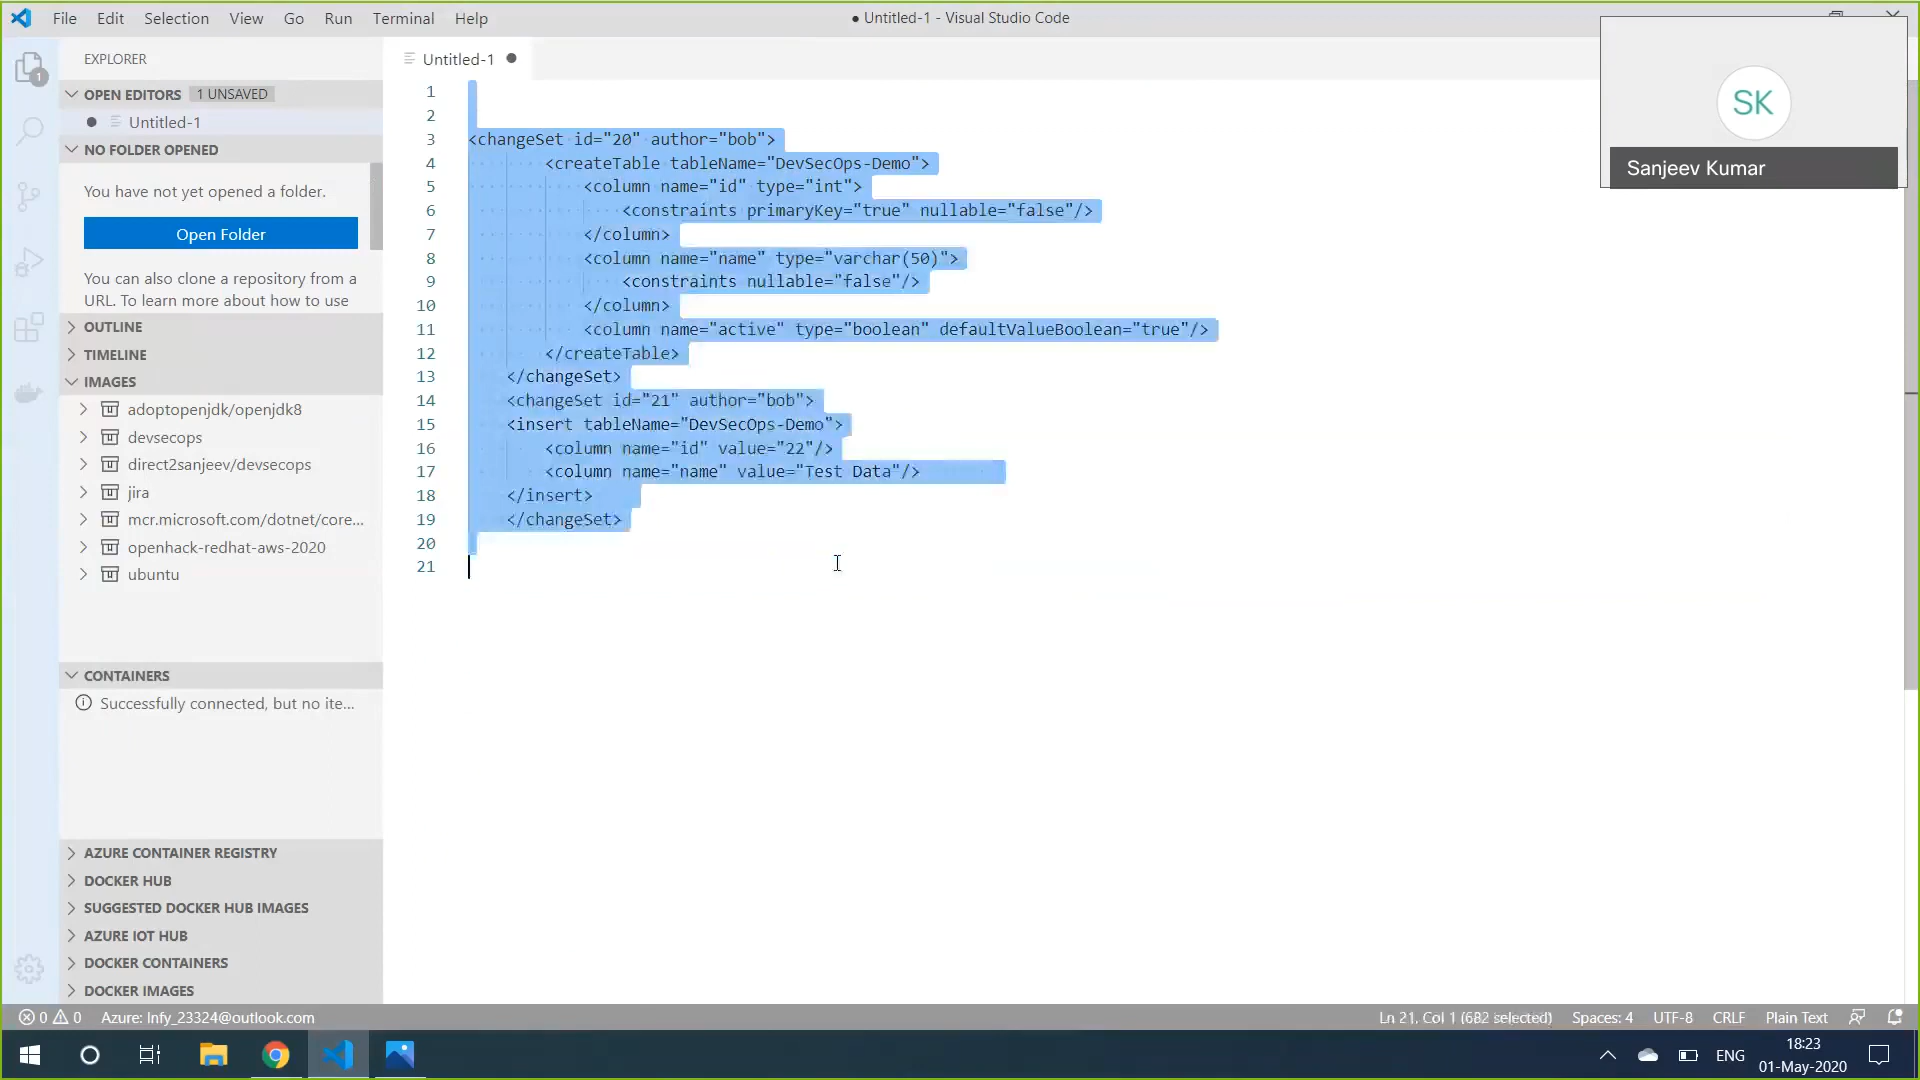 File Edit Selection View Go Run Terminal Help
● Untitled-1 - Visual Studio Code
EXPLORER
OPEN EDITORS 1 UNSAVED
Untitled-1
NO FOLDER OPENED
You have not yet opened a folder.
Open Folder
You can also clone a repository from a
URL. To learn more about how to use
OUTLINE
TIMELINE
IMAGES
adoptopenjdk/openjdk8
devsecops
direct2sanjeev/devsecops
jira
mcr.microsoft.com/dotnet/core...
openhack-redhat-aws-2020
ubuntu
CONTAINERS
Successfully connected, but no ite...
AZURE CONTAINER REGISTRY
DOCKER HUB
SUGGESTED DOCKER HUB IMAGES
AZURE IOT HUB
DOCKER CONTAINERS
DOCKER IMAGES
1
Untitled-1 ●
1
2
3 <changeSet id="20" author="bob">
4 <createTable tableName="DevSecOps-Demo">
5 <column name="id" type="int">
6 <constraints primaryKey="true" nullable="false"/>
7 </column>
8 <column name="name" type="varchar(50)">
9 <constraints nullable="false"/>
10 </column>
11 <column name="active" type="boolean" defaultValueBoolean="true"/>
12 </createTable>
13 </changeSet>
14 <changeSet id="21" author="bob">
15 <insert tableName="DevSecOps-Demo">
16 <column name="id" value="22"/>
17 <column name="name" value="Test Data"/>
18 </insert>
19 </changeSet>
20
21
SK
Sanjeev Kumar
0 0 Azure: Infy_23324@outlook.com
Ln 21, Col 1 (682 selected) Spaces: 4 UTF-8 CRLF Plain Text
ENG
18:23
01-May-2020